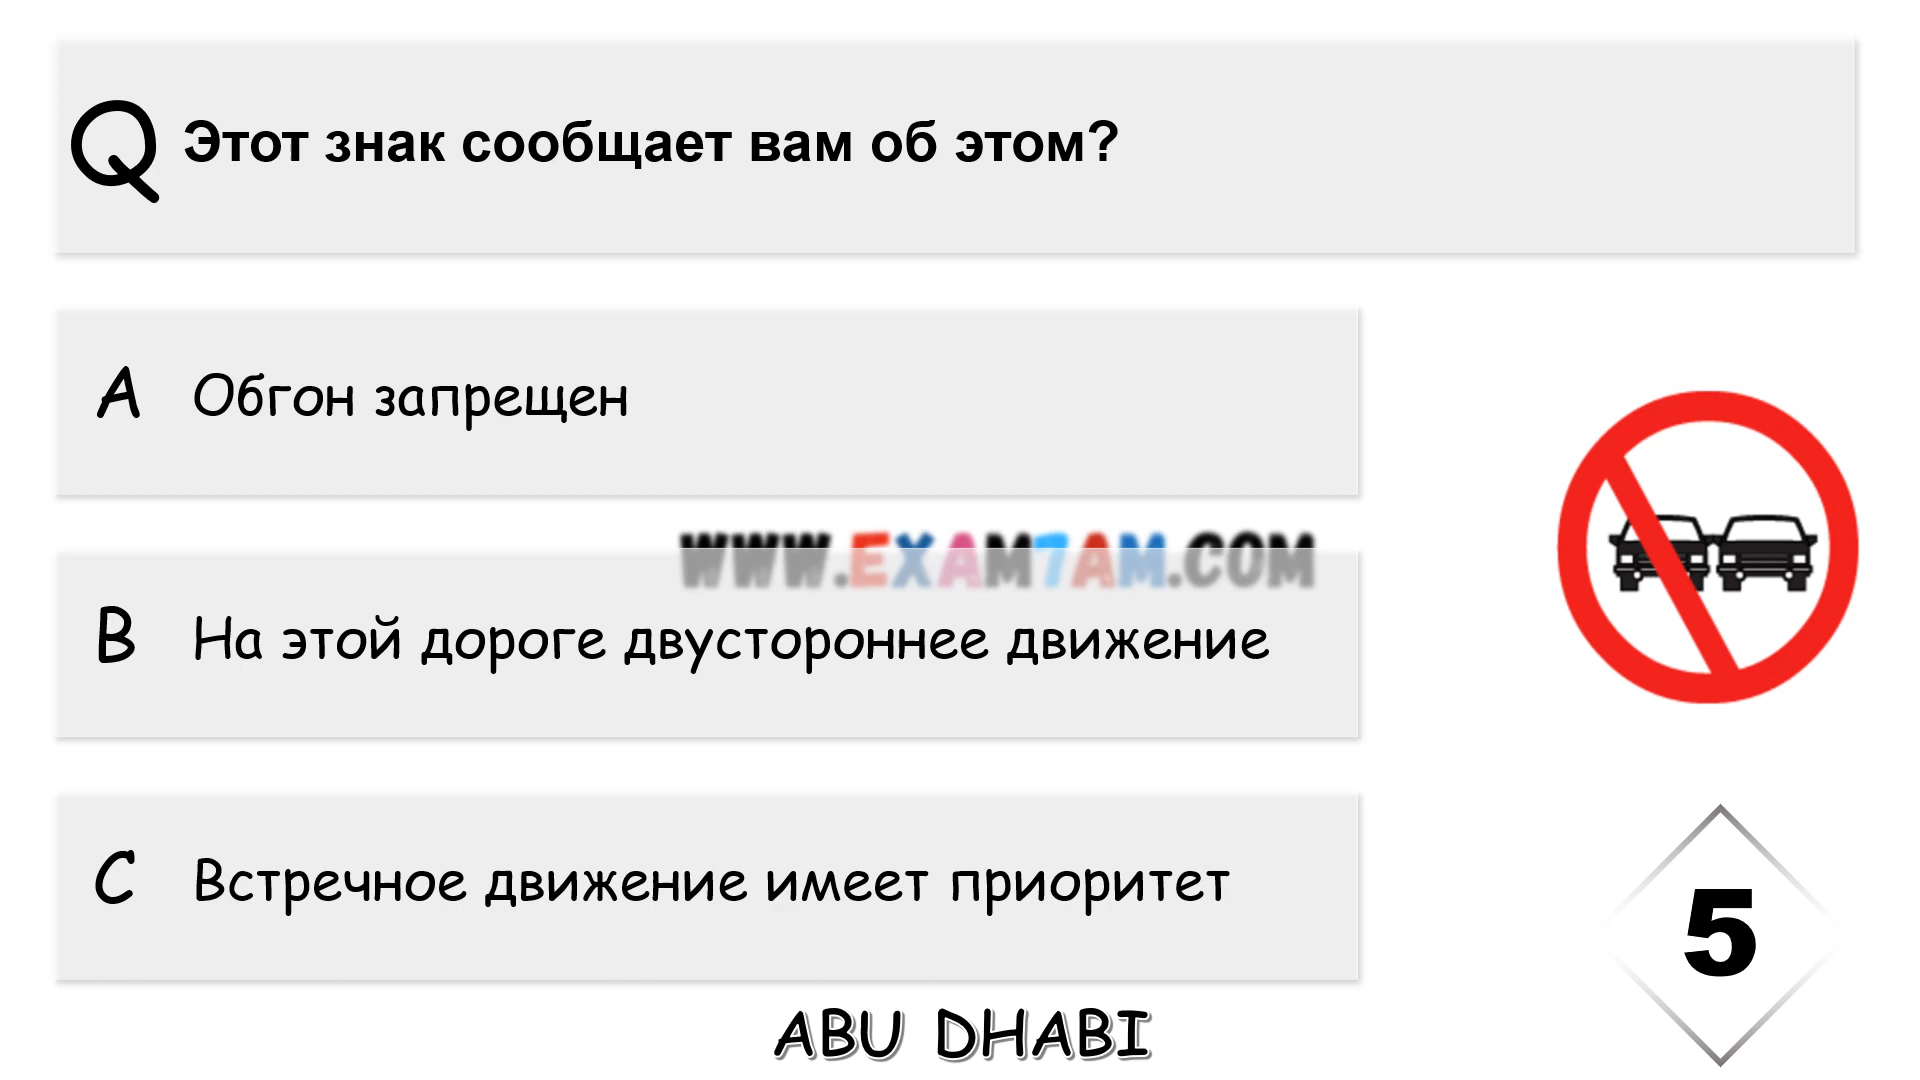 Q Этот знак сообщает вам об этом?
A Обгон запрещен
WWW.EXAM7AM.COM
B На этой дороге двустороннее движение
C Встречное движение имеет приоритет
5
ABU DHABI